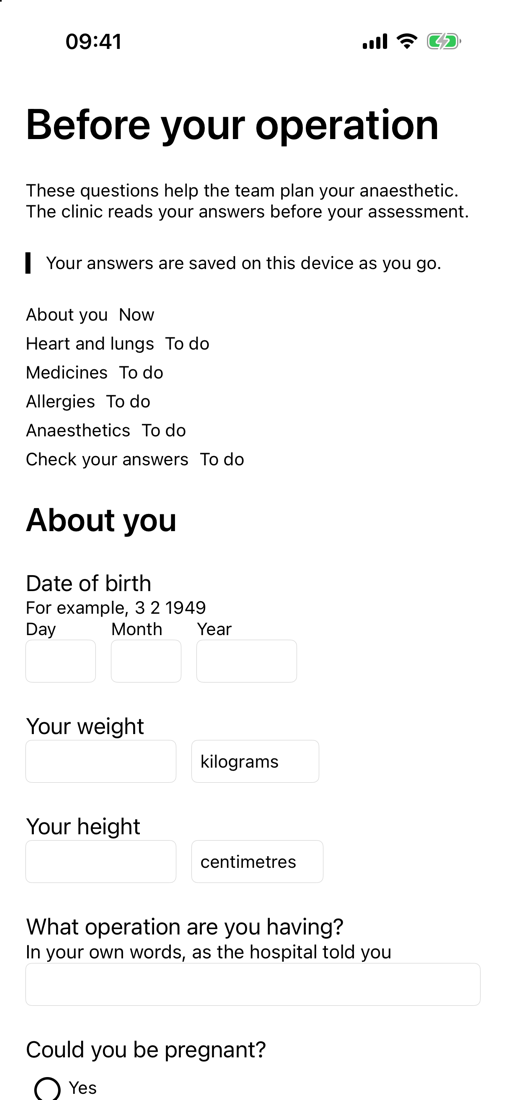 09:41
Before your operation
These questions help the team plan your anaesthetic.
The clinic reads your answers before your assessment.
Your answers are saved on this device as you go.
About you Now
Heart and lungs To do
Medicines To do
Allergies To do
Anaesthetics To do
Check your answers To do
About you
Date of birth
For example, 3 2 1949
Day Month Year
Your weight
kilograms
Your height
centimetres
What operation are you having?
In your own words, as the hospital told you
Could you be pregnant?
Yes